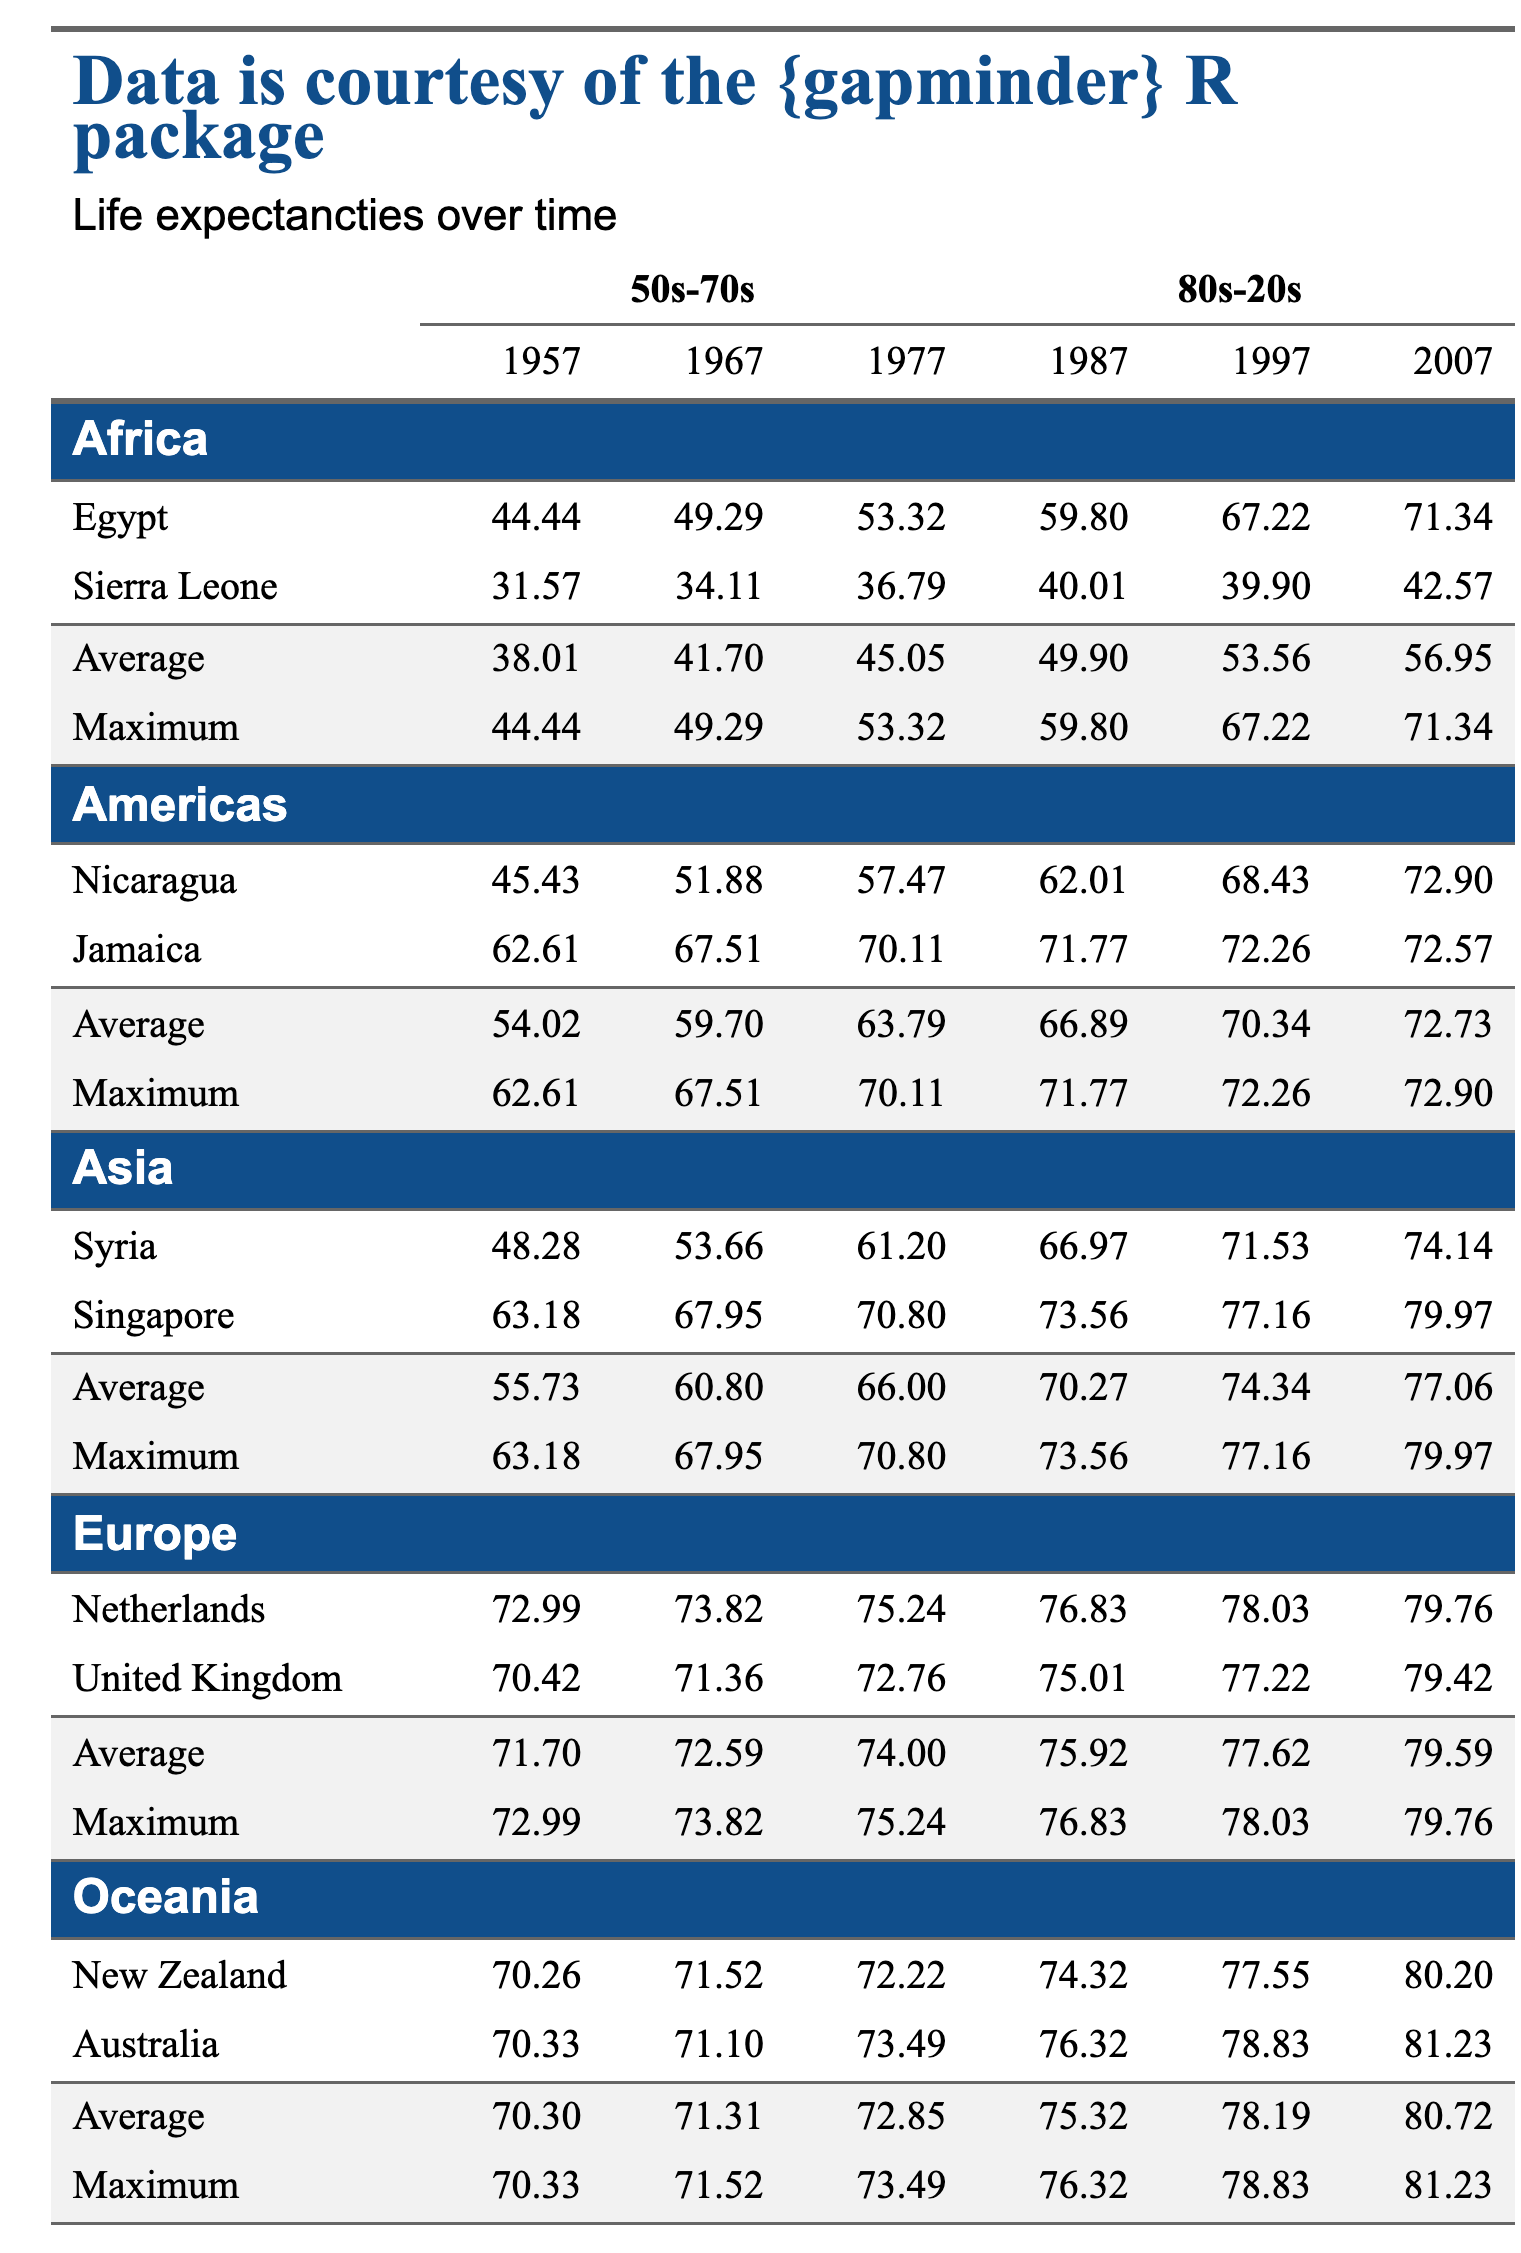 Data is courtesy of the {gapminder} R
package
Life expectancties over time
50s-70s 80s-20s
1957 1967 1977 1987 1997 2007
Africa
Egypt 44.44 49.29 53.32 59.80 67.22 71.34
Sierra Leone 31.57 34.11 36.79 40.01 39.90 42.57
Average 38.01 41.70 45.05 49.90 53.56 56.95
Maximum 44.44 49.29 53.32 59.80 67.22 71.34
Americas
Nicaragua 45.43 51.88 57.47 62.01 68.43 72.90
Jamaica 62.61 67.51 70.11 71.77 72.26 72.57
Average 54.02 59.70 63.79 66.89 70.34 72.73
Maximum 62.61 67.51 70.11 71.77 72.26 72.90
Asia
Syria 48.28 53.66 61.20 66.97 71.53 74.14
Singapore 63.18 67.95 70.80 73.56 77.16 79.97
Average 55.73 60.80 66.00 70.27 74.34 77.06
Maximum 63.18 67.95 70.80 73.56 77.16 79.97
Europe
Netherlands 72.99 73.82 75.24 76.83 78.03 79.76
United Kingdom 70.42 71.36 72.76 75.01 77.22 79.42
Average 71.70 72.59 74.00 75.92 77.62 79.59
Maximum 72.99 73.82 75.24 76.83 78.03 79.76
Oceania
New Zealand 70.26 71.52 72.22 74.32 77.55 80.20
Australia 70.33 71.10 73.49 76.32 78.83 81.23
Average 70.30 71.31 72.85 75.32 78.19 80.72
Maximum 70.33 71.52 73.49 76.32 78.83 81.23